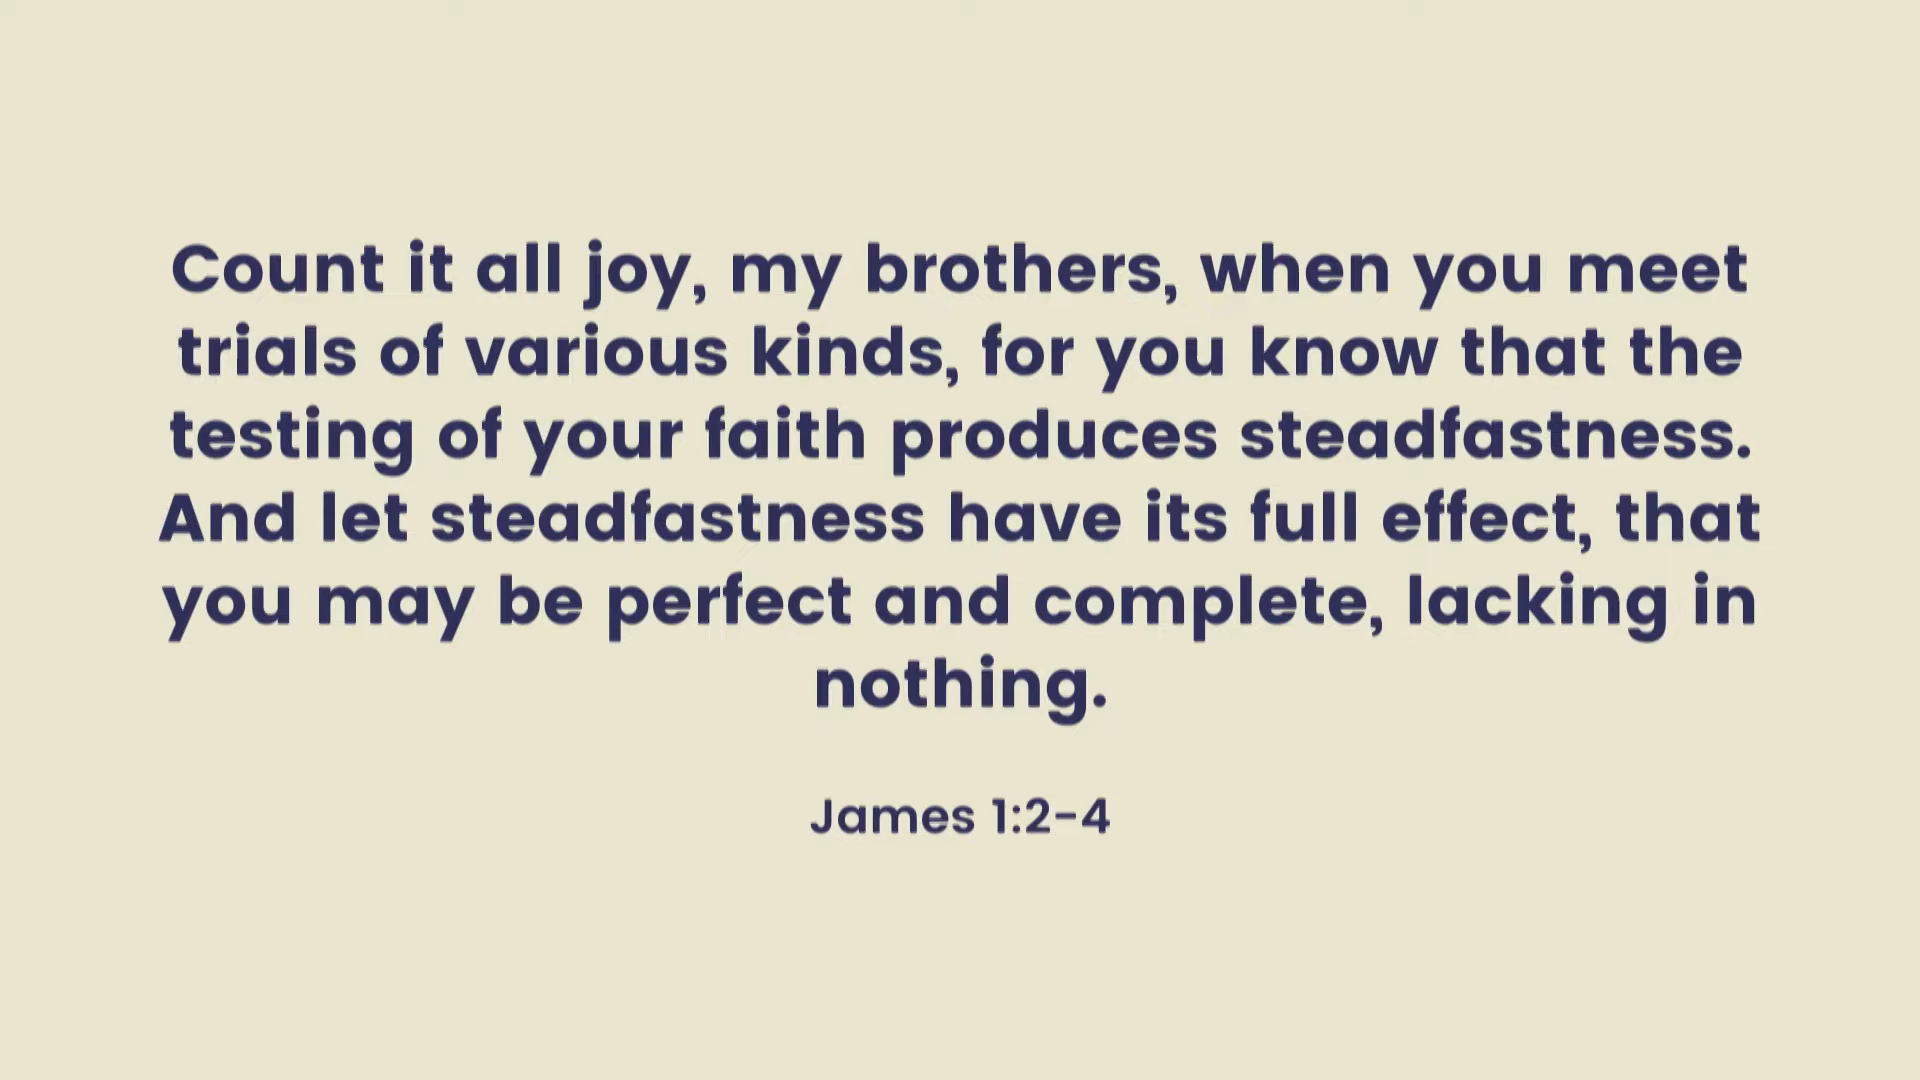 Count it all joy, my brothers, when you meet
trials of various kinds, for you know that the
testing of your faith produces steadfastness.
And let steadfastness have its full effect, that
you may be perfect and complete, lacking in
nothing.
James 1:2-4